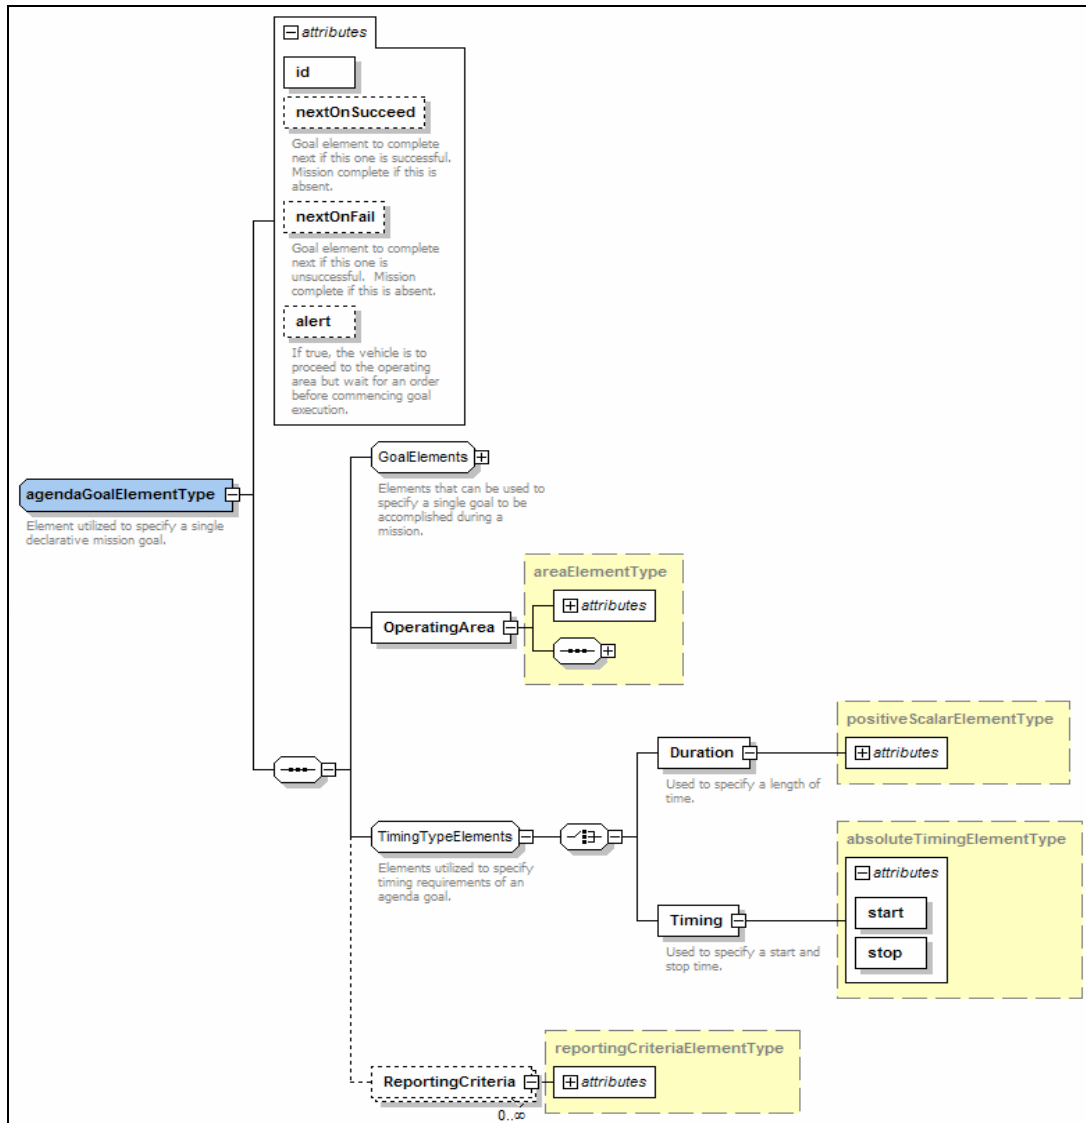 attributes
id
nextOnSucceed
Goal element to complete
next if this one is successful.
Mission complete if this is
absent.
nextOnFail
Goal element to complete
next if this one is
unsuccessful.  Mission
complete if this is absent.
alert
If true, the vehicle is to
proceed to the operating
area but wait for an order
before commencing goal
execution.
agendaGoalElementType
Element utilized to specify a single
declarative mission goal.
GoalElements
Elements that can be used to
specify a single goal to be
accomplished during a
mission.
areaElementType
attributes
OperatingArea
positiveScalarElementType
attributes
Duration
Used to specify a length of
time.
TimingTypeElements
Elements utilized to specify
timing requirements of an
agenda goal.
absoluteTimingElementType
attributes
start
stop
Timing
Used to specify a start and
stop time.
reportingCriteriaElementType
attributes
ReportingCriteria
0..∞